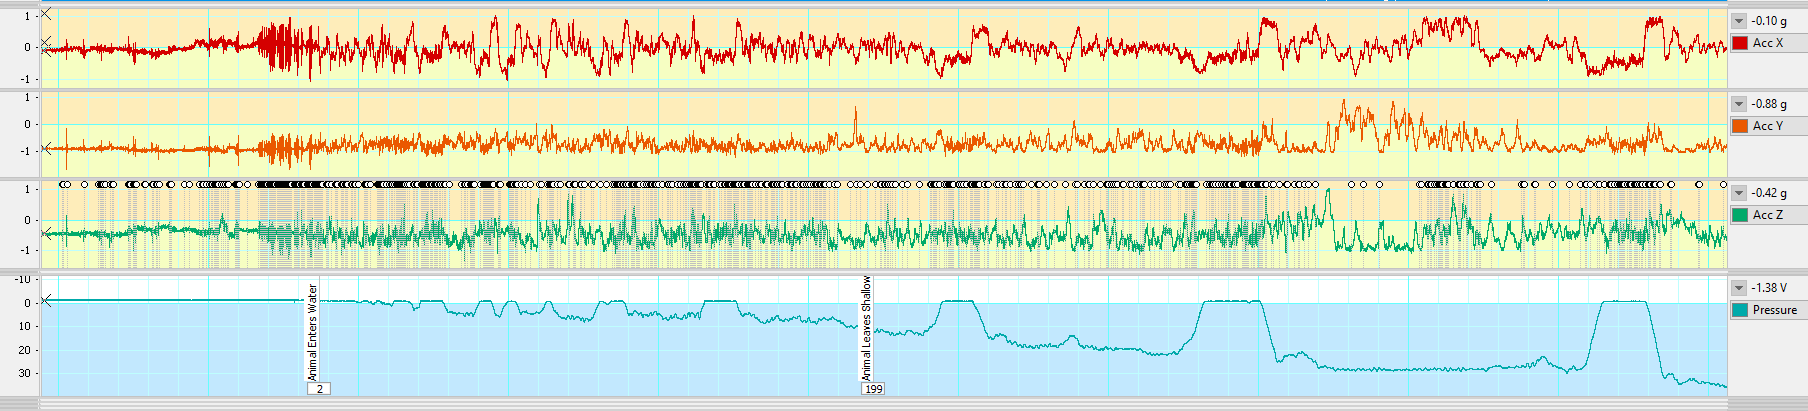 1
0
-1
-0.10 g
Acc X
1
0
-1
-0.88 g
Acc Y
1
0
-1
-0.42 g
Acc Z
-10
0
10
20
30
-1.38 V
Pressure
Animal Enters Water
2
Animal Leaves Shallow
199